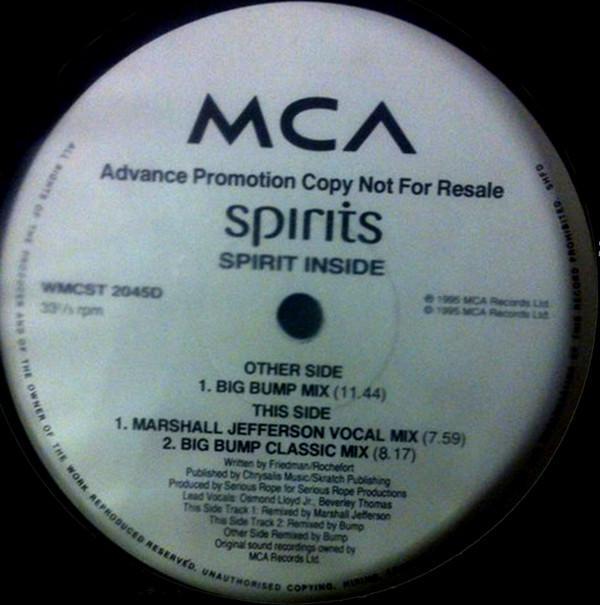 MCA
Advance Promotion Copy Not For Resale
spirits
SPIRIT INSIDE
WMCST 2045D
33⅓ rpm
℗ 1995 MCA Records Ltd.
© 1995 MCA Records Ltd.
OTHER SIDE
1. BIG BUMP MIX (11.44)
THIS SIDE
1. MARSHALL JEFFERSON VOCAL MIX (7.59)
2. BIG BUMP CLASSIC MIX (8.17)
Written by Friedman/Rochefort
Published by Chrysalis Music/Skratch Publishing
Produced by Serious Rope for Serious Rope Productions
Lead Vocals: Osmond Lloyd Jr., Beverley Thomas
This Side Track 1: Remixed by Marshall Jefferson
This Side Track 2: Remixed by Bump
Other Side Remixed by Bump
Original sound recordings owned by
MCA Records Ltd.
ALL RIGHTS OF THE PRODUCER AND OF THE OWNER OF THE WORK REPRODUCED RESERVED. UNAUTHORISED COPYING, HIRING, OF THIS RECORD PROHIBITED.